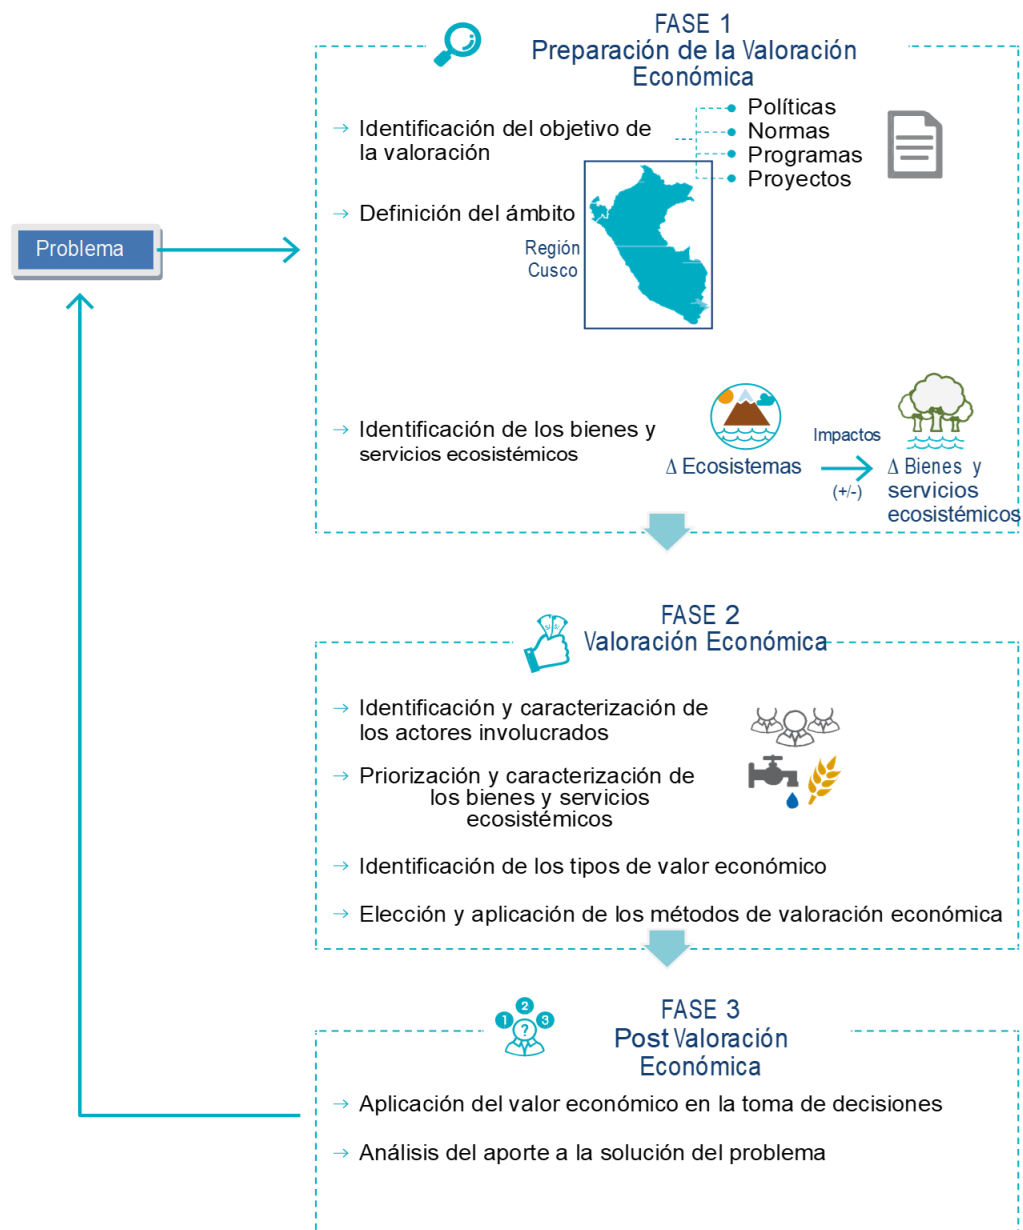 FASE 1
Preparación de la Valoración
Económica
→ Identificación del objetivo de
la valoración
Políticas
Normas
Programas
Proyectos
→ Definición del ámbito
Región
Cusco
Problema
→ Identificación de los bienes y
servicios ecosistémicos
Δ Ecosistemas
Impactos
(+/-)
Δ Bienes y
servicios
ecosistémicos
FASE 2
Valoración Económica
→ Identificación y caracterización de
los actores involucrados
→ Priorización y caracterización de
los bienes y servicios
ecosistémicos
→ Identificación de los tipos de valor económico
→ Elección y aplicación de los métodos de valoración económica
1 2 3
?
FASE 3
Post Valoración
Económica
→ Aplicación del valor económico en la toma de decisiones
→ Análisis del aporte a la solución del problema